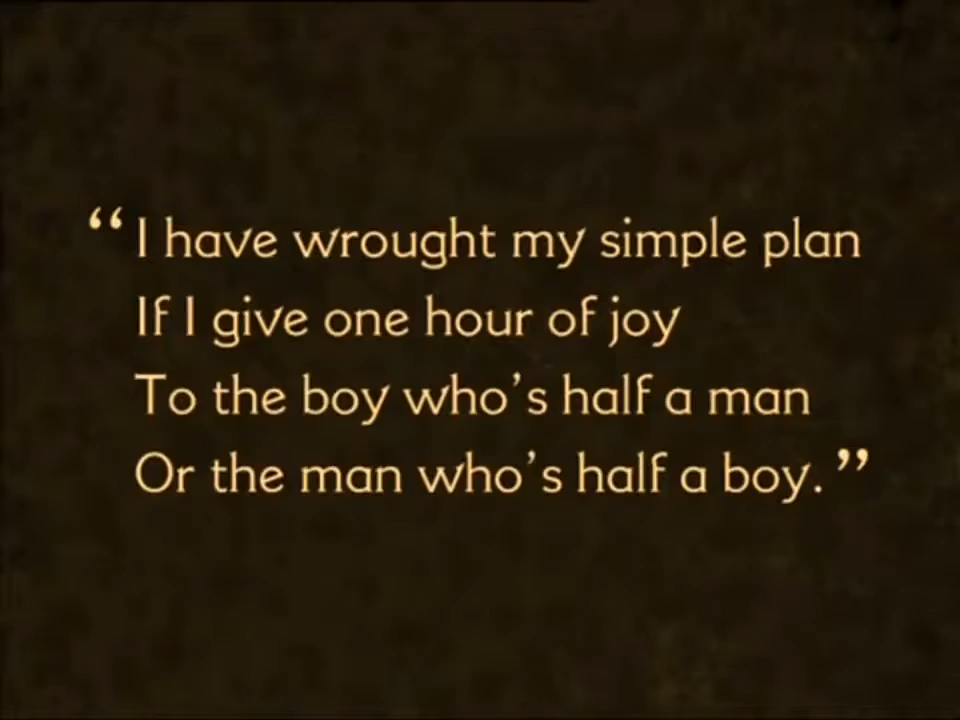 “I have wrought my simple plan
If I give one hour of joy
To the boy who’s half a man
Or the man who’s half a boy.”